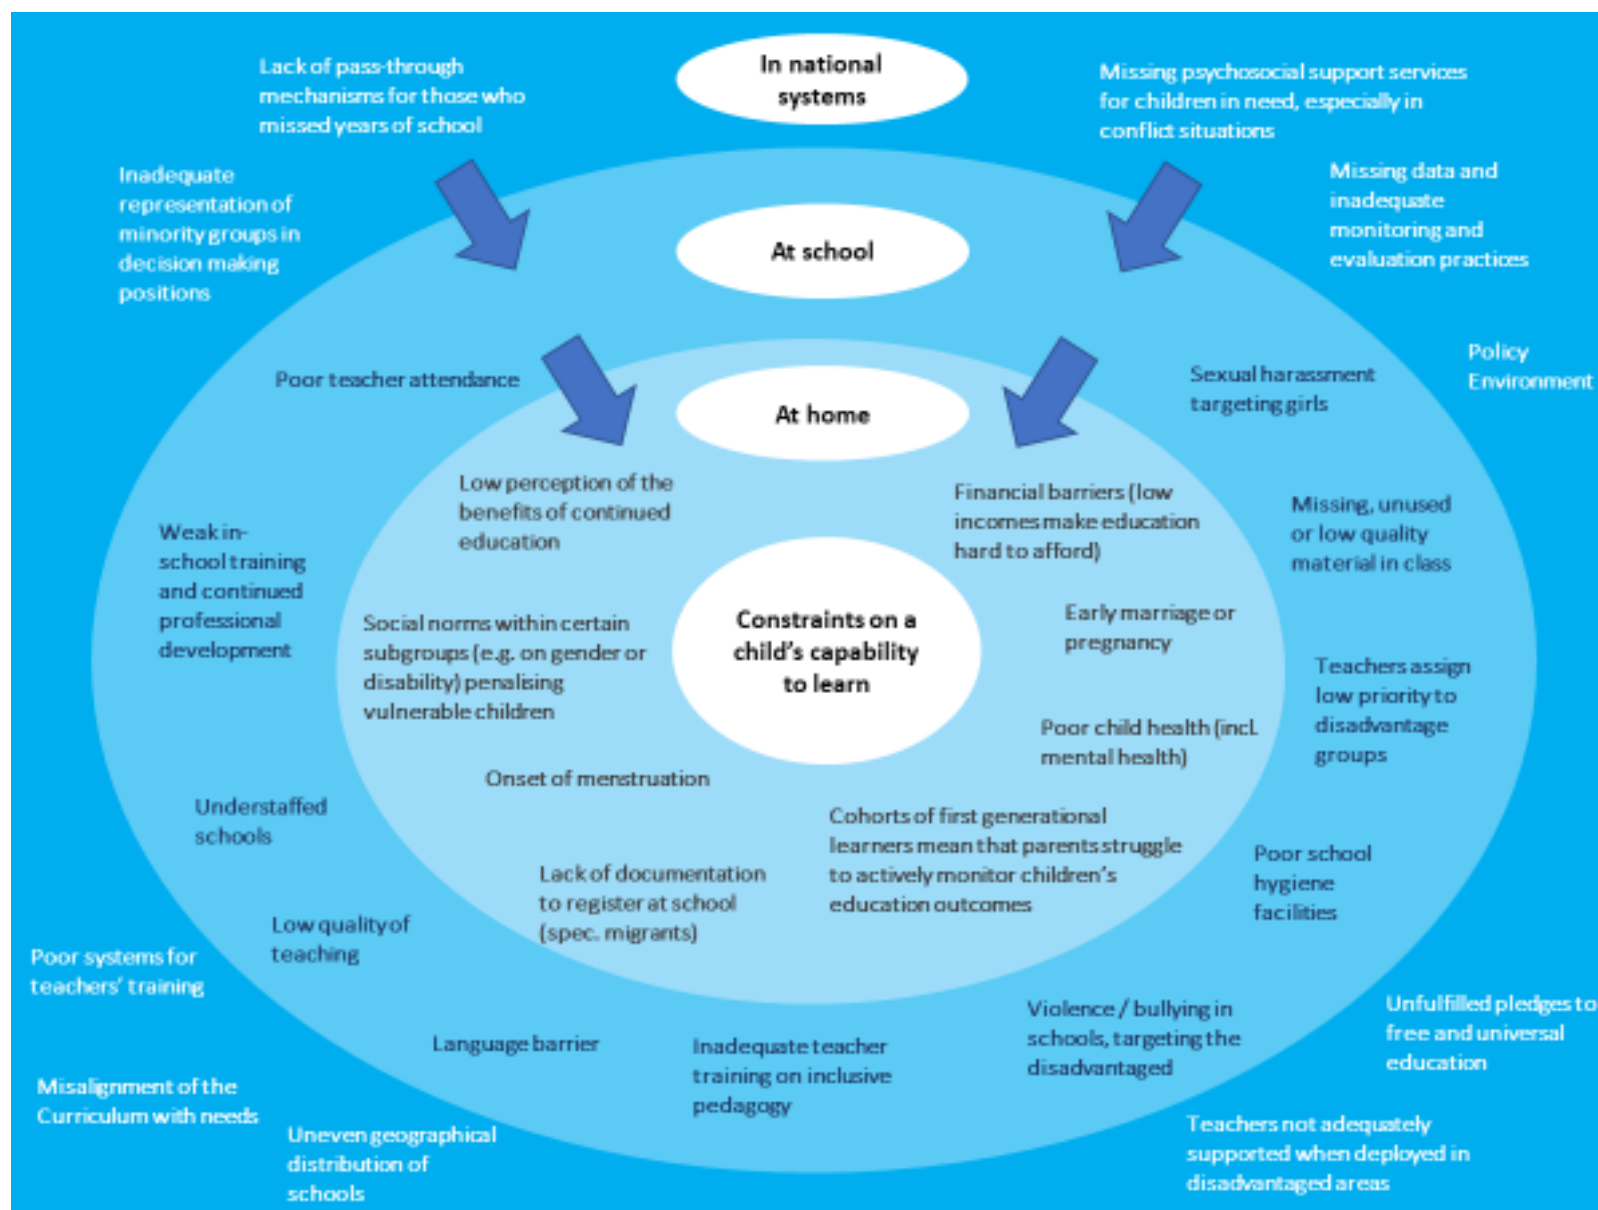 In national
systems
Lack of pass-through
mechanisms for those who
missed years of school
Missing psychosocial support services
for children in need, especially in
conflict situations
Inadequate
representation of
minority groups in
decision making
positions
Missing data and
inadequate
monitoring and
evaluation practices
At school
Policy
Environment
Poor teacher attendance
Sexual harassment
targeting girls
At home
Low perception of the
benefits of continued
education
Financial barriers (low
incomes make education
hard to afford)
Missing, unused
or low quality
material in class
Weak in-
school training
and continued
professional
development
Social norms within certain
subgroups (e.g. on gender or
disability) penalising
vulnerable children
Constraints on a
child's capability
to learn
Early marriage or
pregnancy
Teachers assign
low priority to
disadvantage
groups
Poor child health (incl.
mental health)
Onset of menstruation
Understaffed
schools
Cohorts of first generational
learners mean that parents struggle
to actively monitor children's
education outcomes
Lack of documentation
to register at school
(spec. migrants)
Poor school
hygiene
facilities
Low quality of
teaching
Poor systems for
teachers' training
Violence / bullying in
schools, targeting the
disadvantaged
Unfulfilled pledges to
free and universal
education
Language barrier
Inadequate teacher
training on inclusive
pedagogy
Misalignment of the
Curriculum with needs
Uneven geographical
distribution of
schools
Teachers not adequately
supported when deployed in
disadvantaged areas